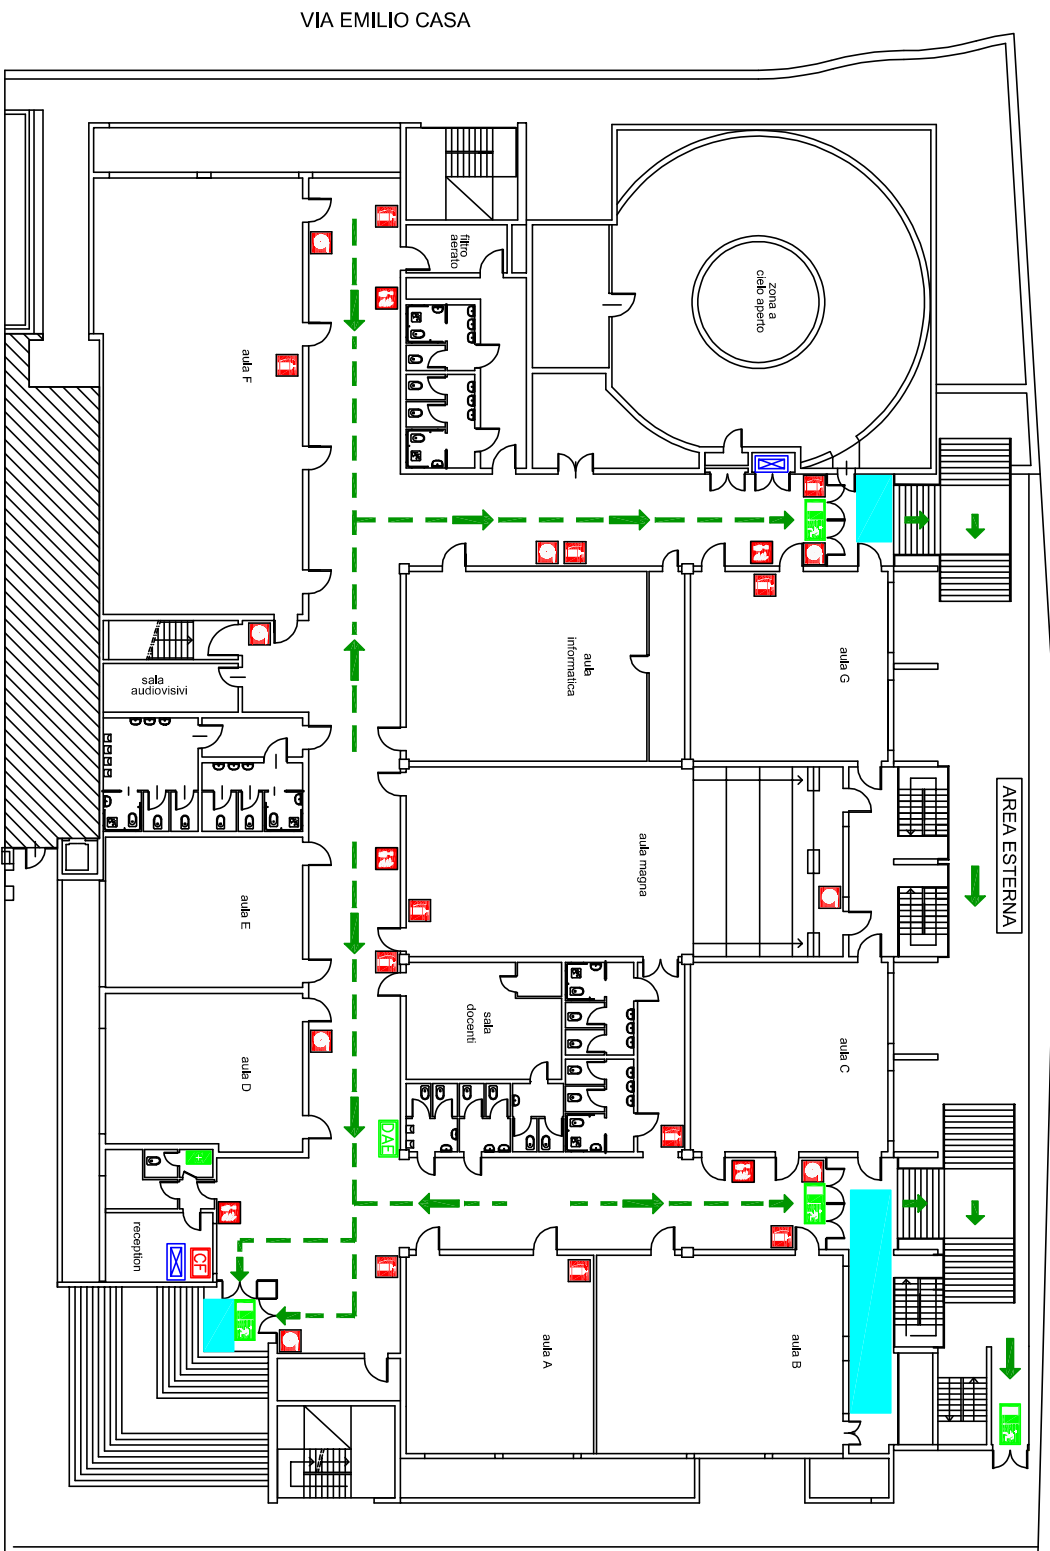 VIA EMILIO CASA
filtro
aerato
zona a
cielo aperto
aula F
aula
informatica
aula G
sala
audiovisivi
AREA ESTERNA
aula magna
aula E
sala
docenti
aula C
aula D
DAE
reception
CF
aula A
aula B